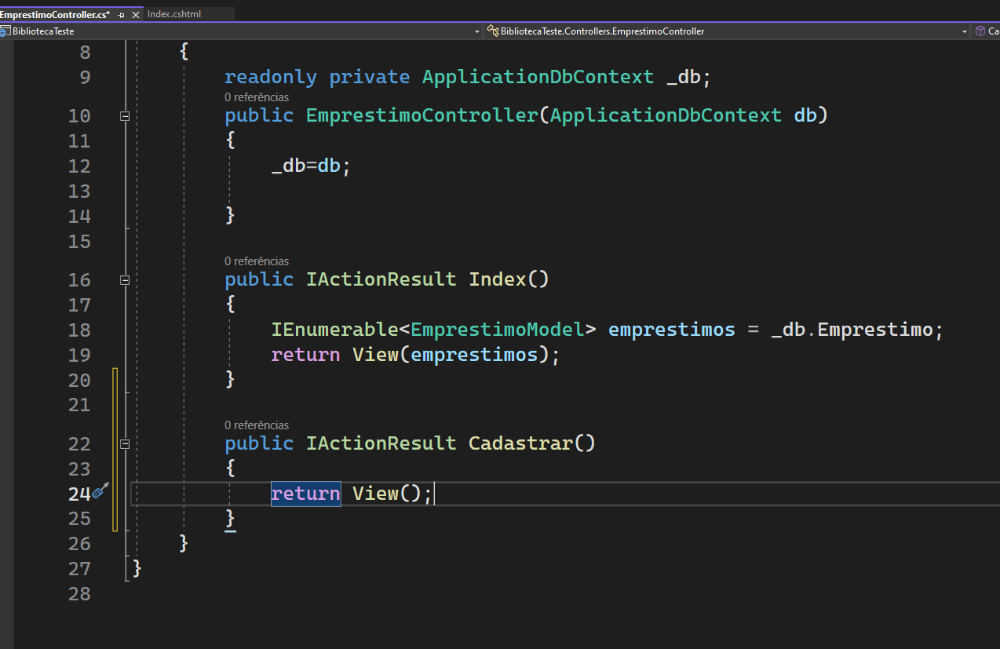 EmprestimoController.cs* Index.cshtml
BibliotecaTeste BibliotecaTeste.Controllers.EmprestimoController Ca
8 {
9 readonly private ApplicationDbContext _db;
0 referências
10 public EmprestimoController(ApplicationDbContext db)
11 {
12 _db=db;
13
14 }
15
0 referências
16 public IActionResult Index()
17 {
18 IEnumerable<EmprestimoModel> emprestimos = _db.Emprestimo;
19 return View(emprestimos);
20 }
21
0 referências
22 public IActionResult Cadastrar()
23 {
24 return View();
25 }
26 }
27 }
28